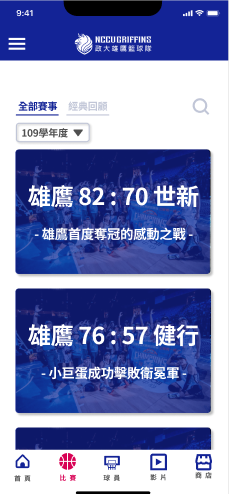 9:41
NCCU GRIFFINS
政大雄鷹籃球隊
全部賽事 經典回顧
109學年度
雄鷹 82 : 70 世新
- 雄鷹首度奪冠的感動之戰 -
雄鷹 76 : 57 健行
- 小巨蛋成功擊敗衛冕軍 -
首頁 比賽 球員 影片 商店